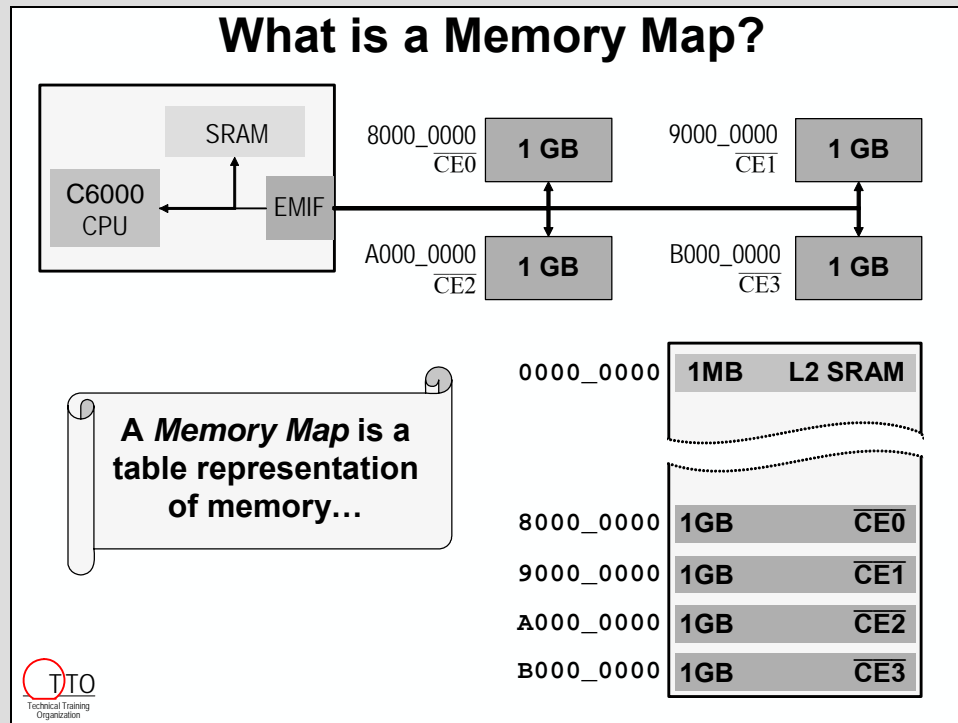 What is a Memory Map?
SRAM
C6000
CPU
EMIF
8000_0000
CE0
1 GB
9000_0000
CE1
1 GB
A000_0000
CE2
1 GB
B000_0000
CE3
1 GB
A Memory Map is a
table representation
of memory…
0000_0000 1MB L2 SRAM
8000_0000 1GB CE0
9000_0000 1GB CE1
A000_0000 1GB CE2
B000_0000 1GB CE3
TTO
Technical Training
Organization